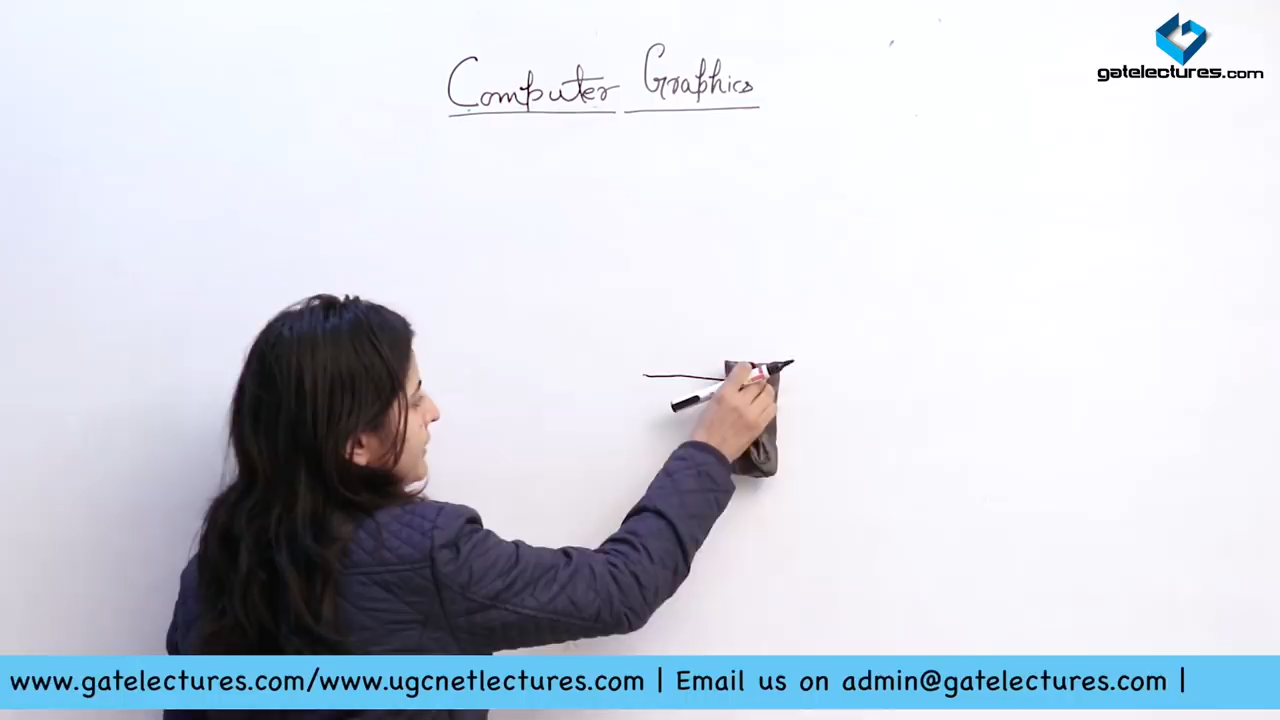 Computer Graphics
gatelectures.com
www.gatelectures.com/www.ugcnetlectures.com | Email us on admin@gatelectures.com |